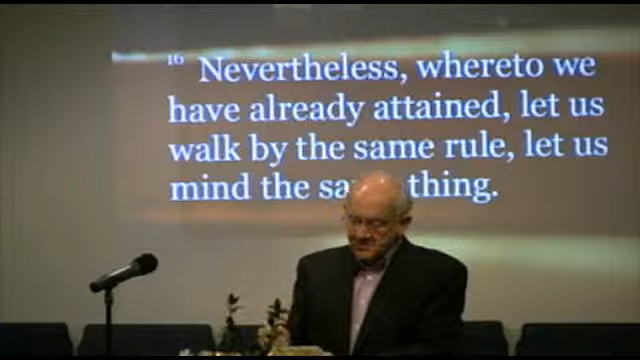 16 Nevertheless, whereto we
have already attained, let us
walk by the same rule, let us
mind the thing.